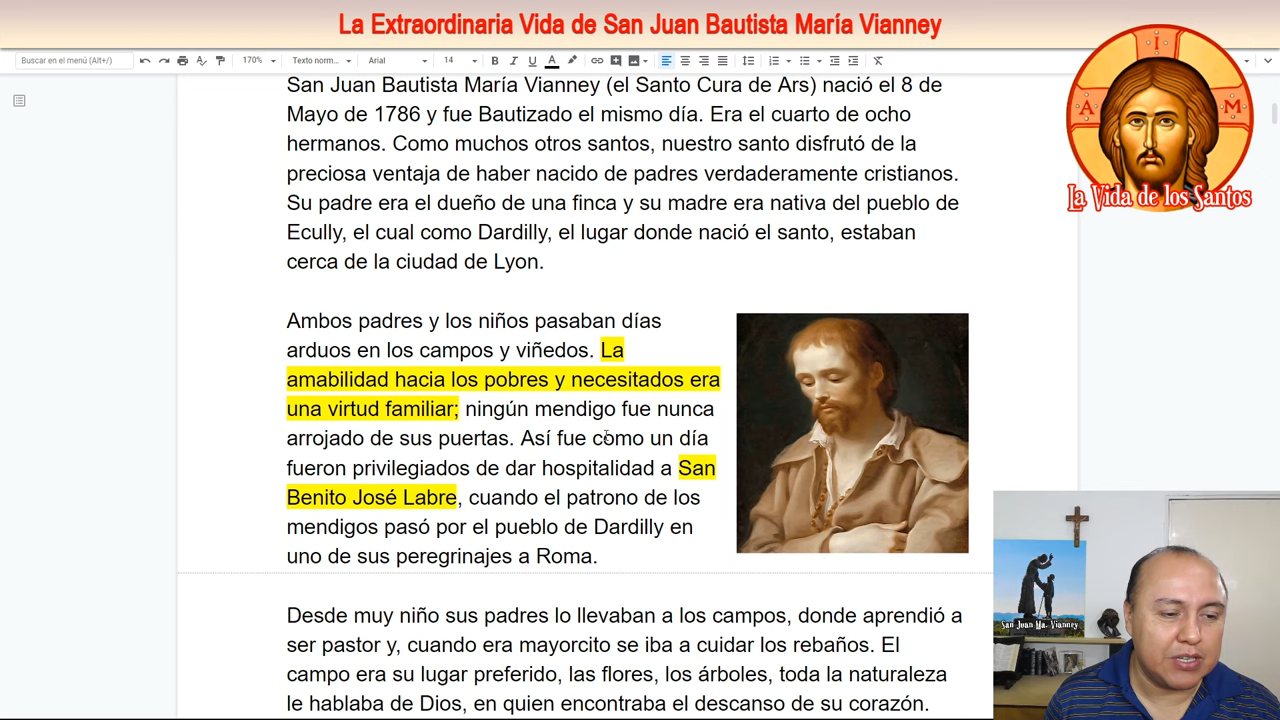 La Extraordinaria Vida de San Juan Bautista María Vianney
Buscar en el menú (Alt+/)
170%
Texto norm...
Arial
14
B
I
U
A
I
A
M
La Vida de los Santos
San Juan Bautista María Vianney (el Santo Cura de Ars) nació el 8 de
Mayo de 1786 y fue Bautizado el mismo día. Era el cuarto de ocho
hermanos. Como muchos otros santos, nuestro santo disfrutó de la
preciosa ventaja de haber nacido de padres verdaderamente cristianos.
Su padre era el dueño de una finca y su madre era nativa del pueblo de
Ecully, el cual como Dardilly, el lugar donde nació el santo, estaban
cerca de la ciudad de Lyon.
Ambos padres y los niños pasaban días
arduos en los campos y viñedos. La
amabilidad hacia los pobres y necesitados era
una virtud familiar; ningún mendigo fue nunca
arrojado de sus puertas. Así fue como un día
fueron privilegiados de dar hospitalidad a San
Benito José Labre, cuando el patrono de los
mendigos pasó por el pueblo de Dardilly en
uno de sus peregrinajes a Roma.
Desde muy niño sus padres lo llevaban a los campos, donde aprendió a
ser pastor y, cuando era mayorcito se iba a cuidar los rebaños. El
campo era su lugar preferido, las flores, los árboles, toda la naturaleza
le hablaba de Dios, en quien encontraba el descanso de su corazón.
San Juan Ma. Vianney